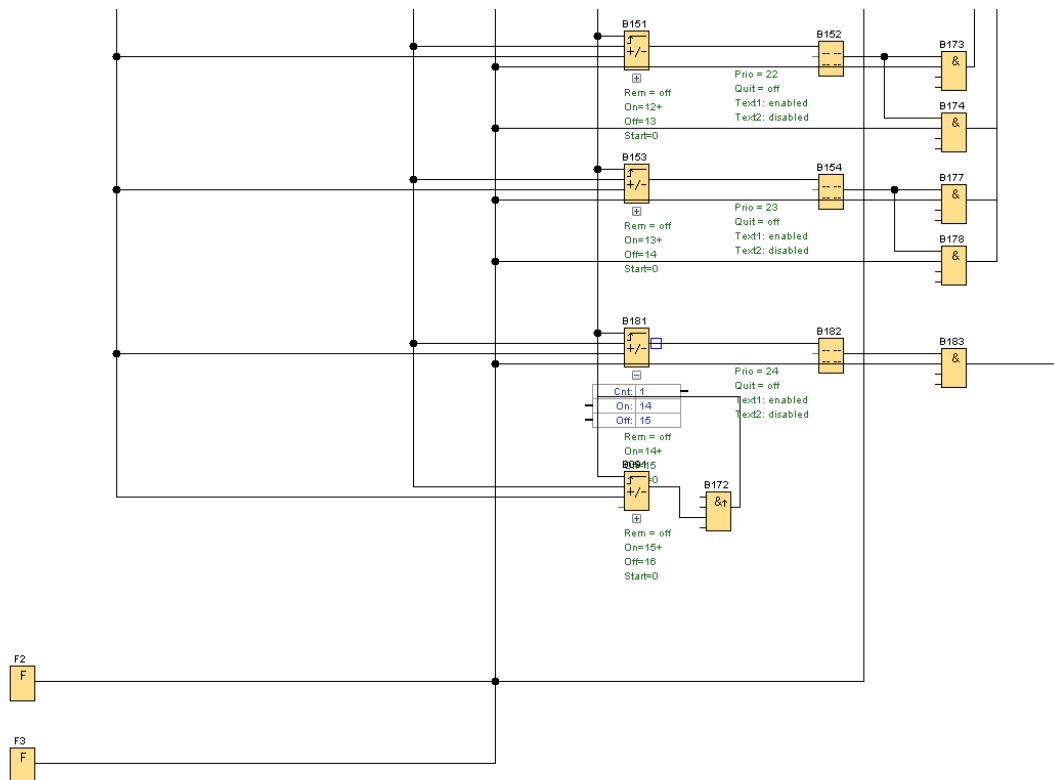 B151
+/-
Rem = off
On=12+
Off=13
Start=0
B152
Prio = 22
Quit = off
Text1: enabled
Text2: disabled
B173
&
B174
&
B153
+/-
Rem = off
On=13+
Off=14
Start=0
B154
Prio = 23
Quit = off
Text1: enabled
Text2: disabled
B177
&
B178
&
B181
+/-
Cnt: 1
On: 14
Off: 15
Rem = off
On=14+
B182
Prio = 24
Quit = off
Text1: enabled
Text2: disabled
B183
&
+/-
Rem = off
On=15+
Off=16
Start=0
B172
&↑
F2
F
F3
F